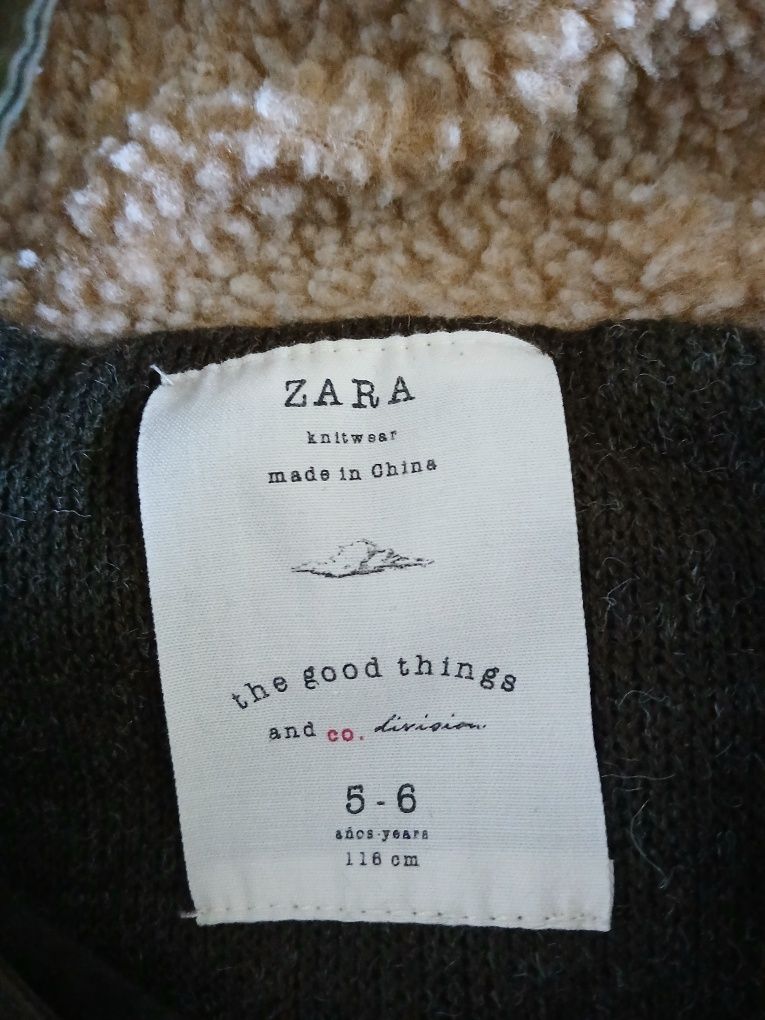 ZARA
knitwear
made in China
the good things
and co. division.
5 - 6
años-years
116 cm